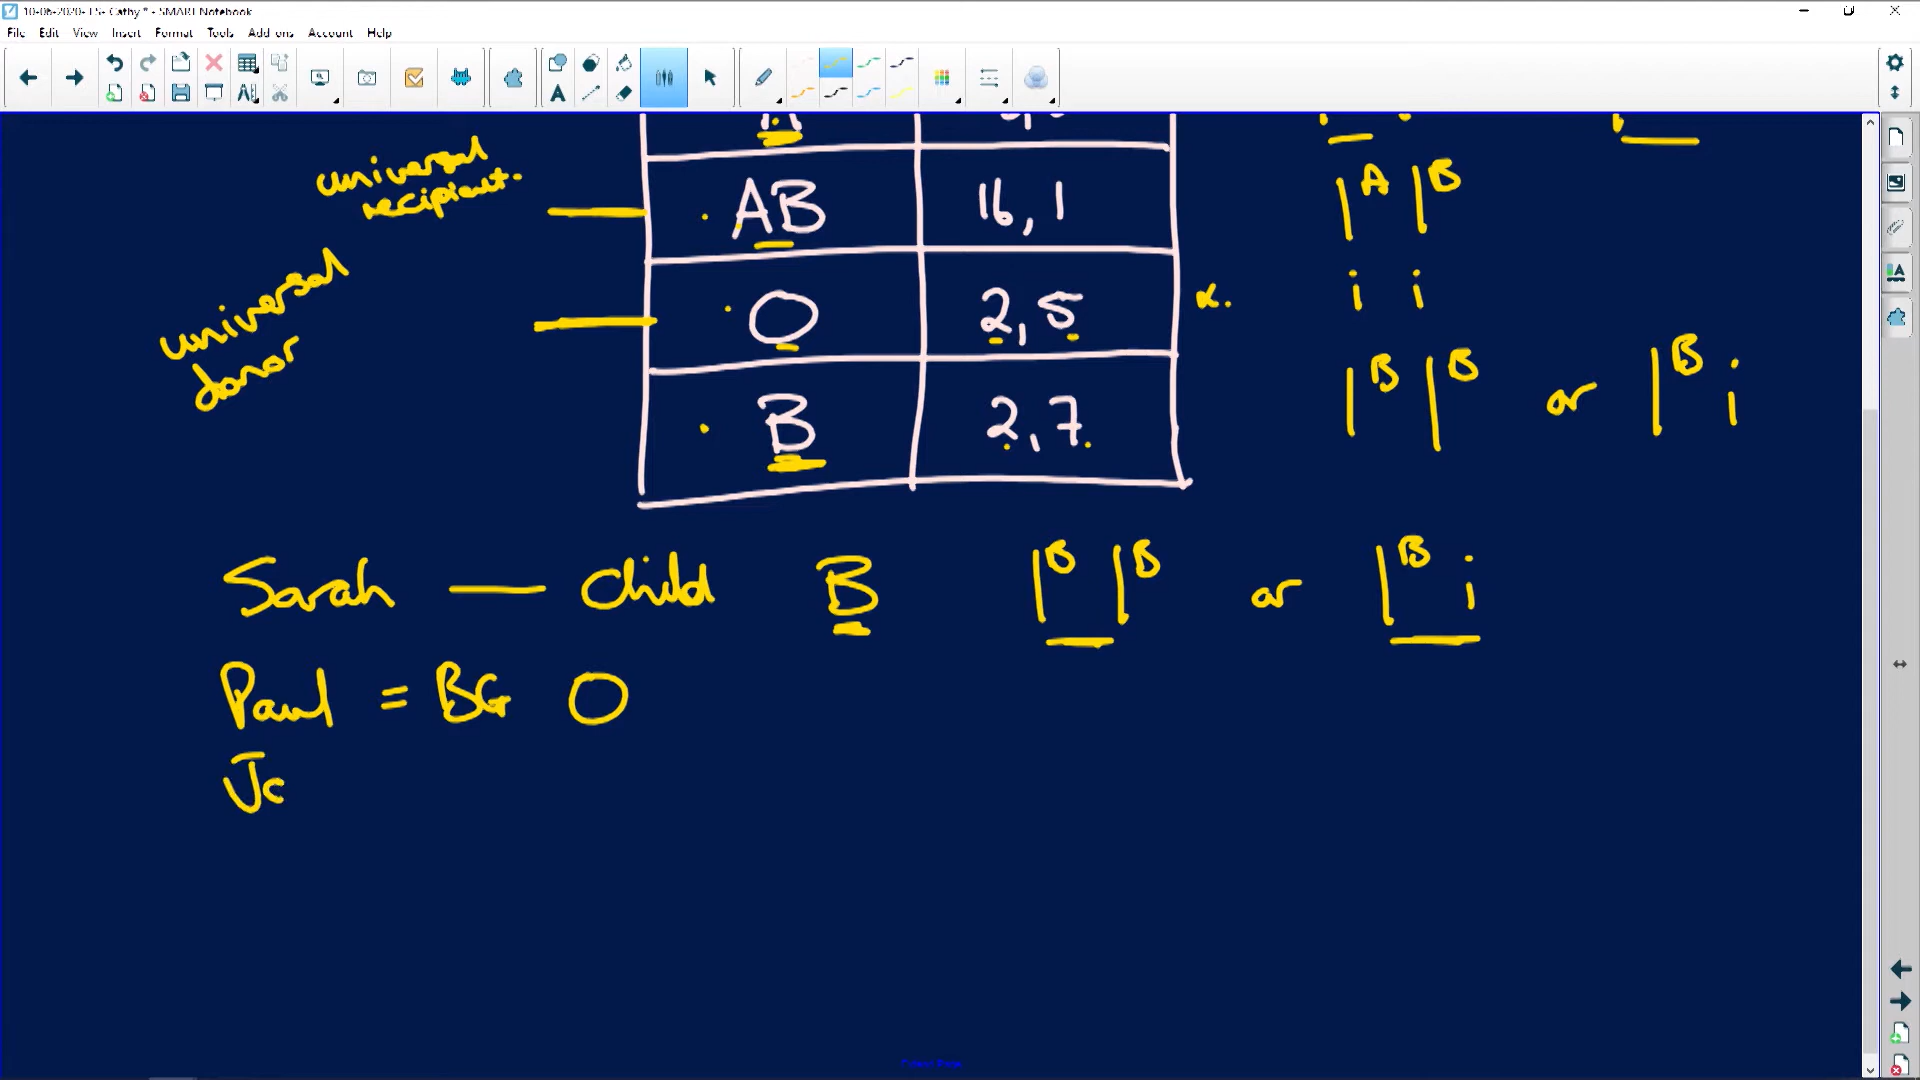 File Edit View Insert Format Tools Add-ons Account Help
universal
recipient.
AB 16, 1 I^A I^B
universal
donor
O 2, 5 x. i i
B 2, 7 I^B I^B or I^B i
Sarah — Child B I^B I^B or I^B i
Paul = BG O